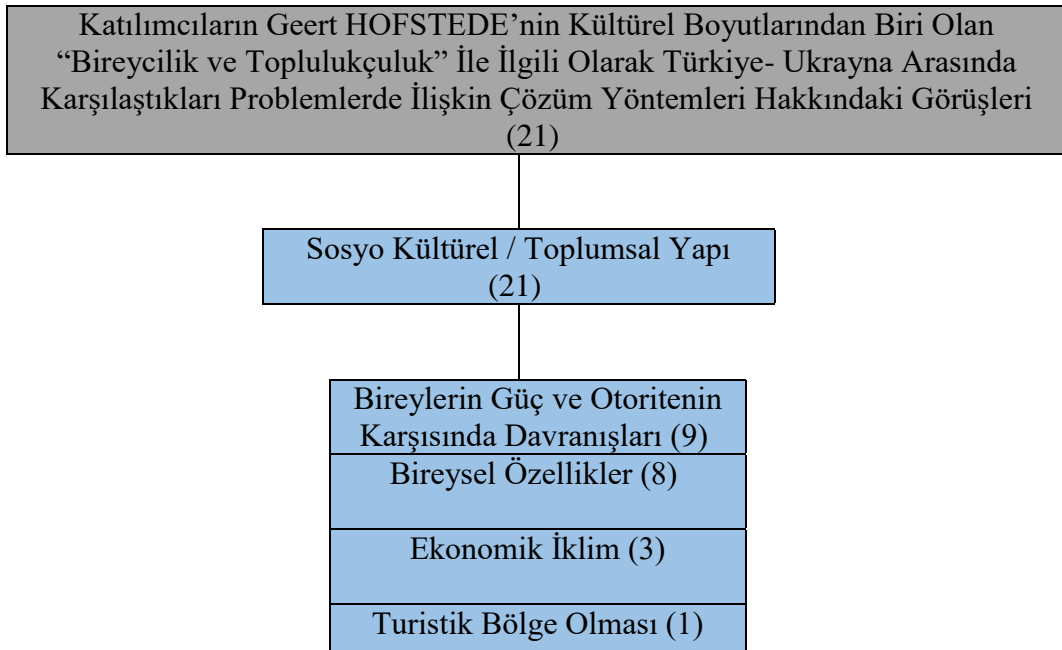 Katılımcıların Geert HOFSTEDE’nin Kültürel Boyutlarından Biri Olan
“Bireycilik ve Toplulukçuluk” İle İlgili Olarak Türkiye- Ukrayna Arasında
Karşılaştıkları Problemlerde İlişkin Çözüm Yöntemleri Hakkındaki Görüşleri
(21)
Sosyo Kültürel / Toplumsal Yapı
(21)
Bireylerin Güç ve Otoritenin
Karşısında Davranışları (9)
Bireysel Özellikler (8)
Ekonomik İklim (3)
Turistik Bölge Olması (1)